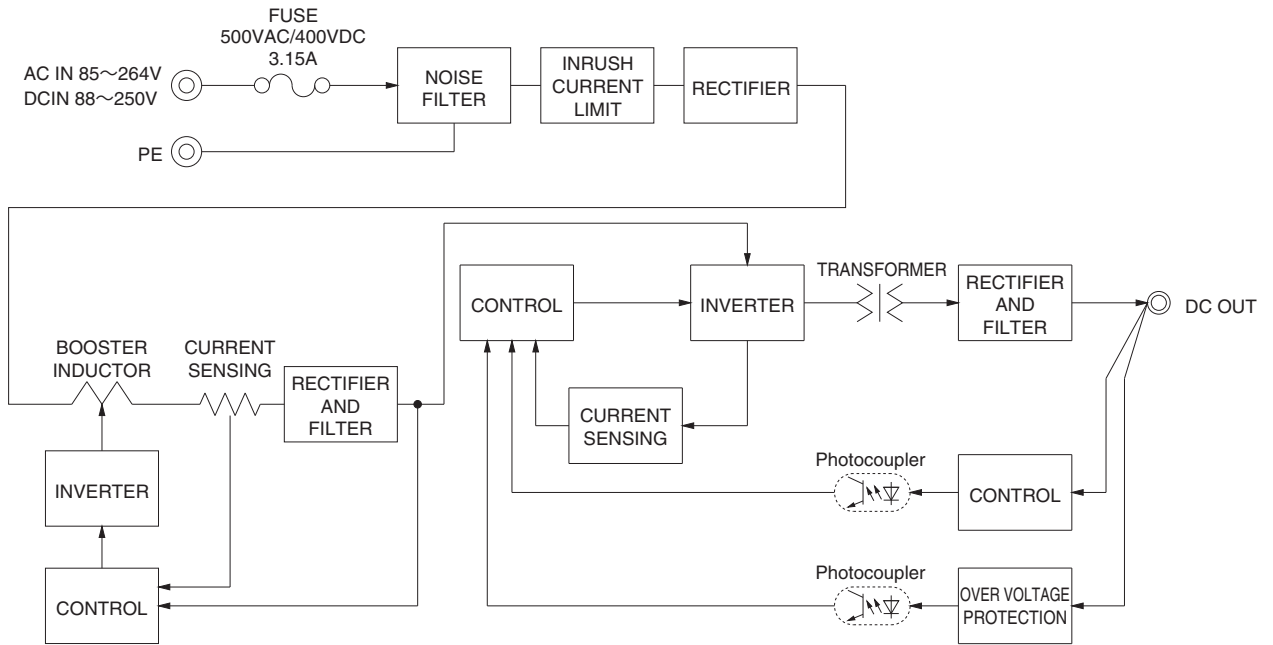 FUSE
500VAC/400VDC
3.15A
AC IN 85〜264V
DCIN 88〜250V
PE
NOISE
FILTER
INRUSH
CURRENT
LIMIT
RECTIFIER
BOOSTER
INDUCTOR
CURRENT
SENSING
RECTIFIER
AND
FILTER
INVERTER
CONTROL
CONTROL
INVERTER
TRANSFORMER
RECTIFIER
AND
FILTER
DC OUT
CURRENT
SENSING
Photocoupler
CONTROL
Photocoupler
OVER VOLTAGE
PROTECTION